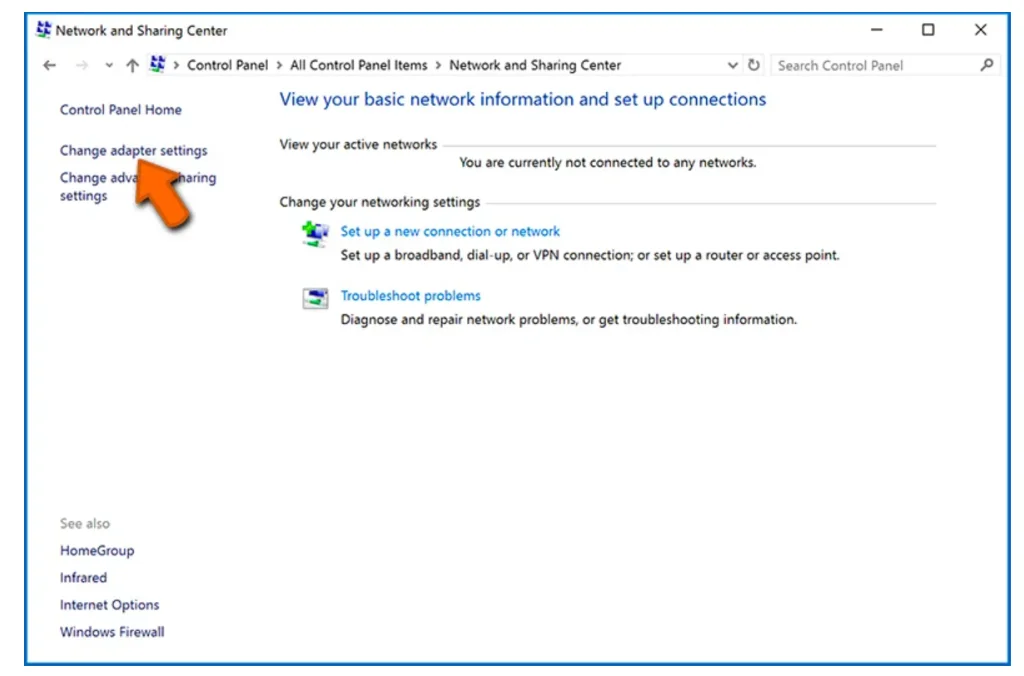 Network and Sharing Center
Control Panel > All Control Panel Items > Network and Sharing Center
Search Control Panel
Control Panel Home
Change adapter settings
Change haring
settings
View your basic network information and set up connections
View your active networks
You are currently not connected to any networks.
Change your networking settings
Set up a new connection or network
Set up a broadband, dial-up, or VPN connection; or set up a router or access point.
Troubleshoot problems
Diagnose and repair network problems, or get troubleshooting information.
See also
HomeGroup
Infrared
Internet Options
Windows Firewall